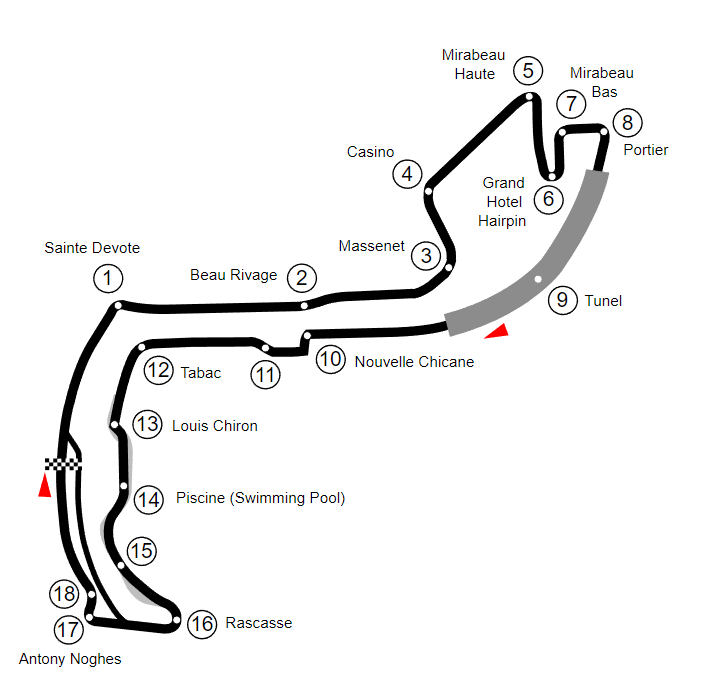 Mirabeau
Haute
5
Mirabeau
Bas
7
8
Portier
Casino
4
Grand
Hotel
Hairpin
6
Massenet
3
Sainte Devote
1
Beau Rivage
2
9
Tunel
10
Nouvelle Chicane
11
12
Tabac
13
Louis Chiron
14
Piscine (Swimming Pool)
15
18
17
Antony Noghes
16
Rascasse